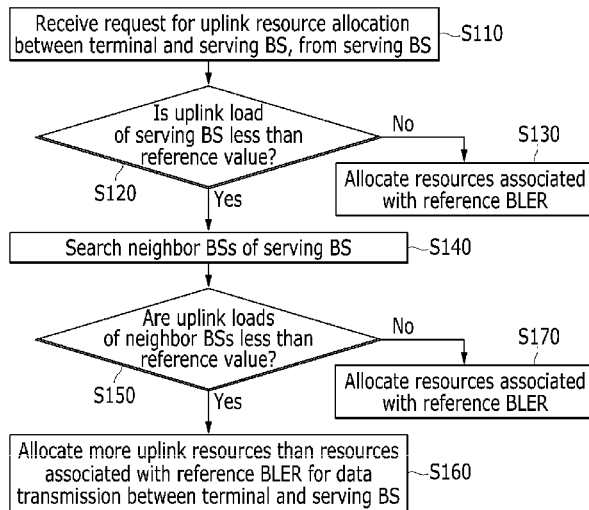 Receive request for uplink resource allocation
between terminal and serving BS, from serving BS
S110
Is uplink load
of serving BS less than
reference value?
No
S120
Yes
S130
Allocate resources associated
with reference BLER
Search neighbor BSs of serving BS
S140
Are uplink loads
of neighbor BSs less than
reference value?
No
S150
Yes
S170
Allocate resources associated
with reference BLER
Allocate more uplink resources than resources
associated with reference BLER for data
transmission between terminal and serving BS
S160